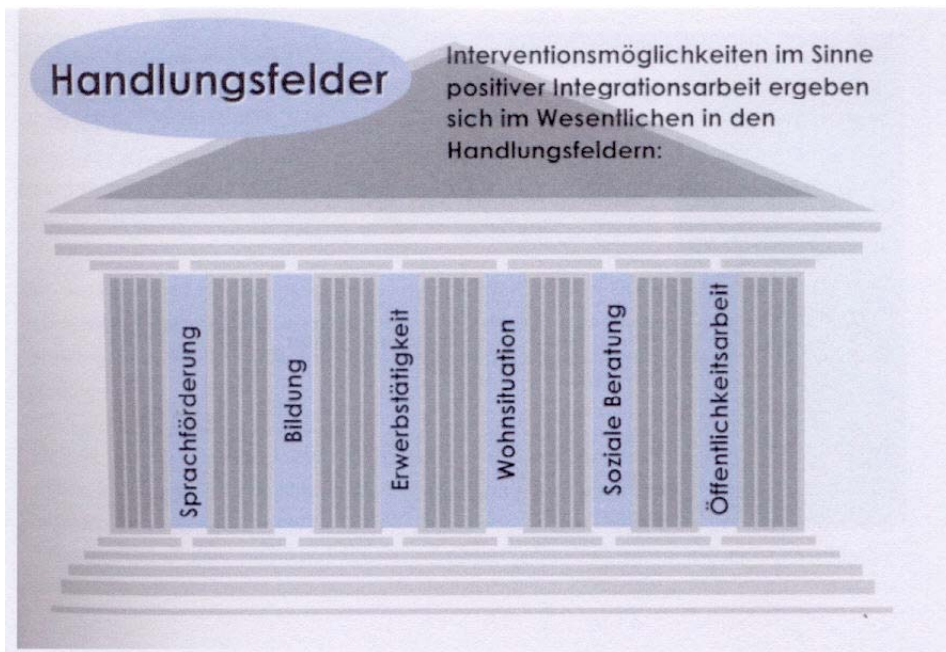 Handlungsfelder
Interventionsmöglichkeiten im Sinne
positiver Integrationsarbeit ergeben
sich im Wesentlichen in den
Handlungsfeldern:
Sprachförderung
Bildung
Erwerbstätigkeit
Wohnsituation
Soziale Beratung
Öffentlichkeitsarbeit